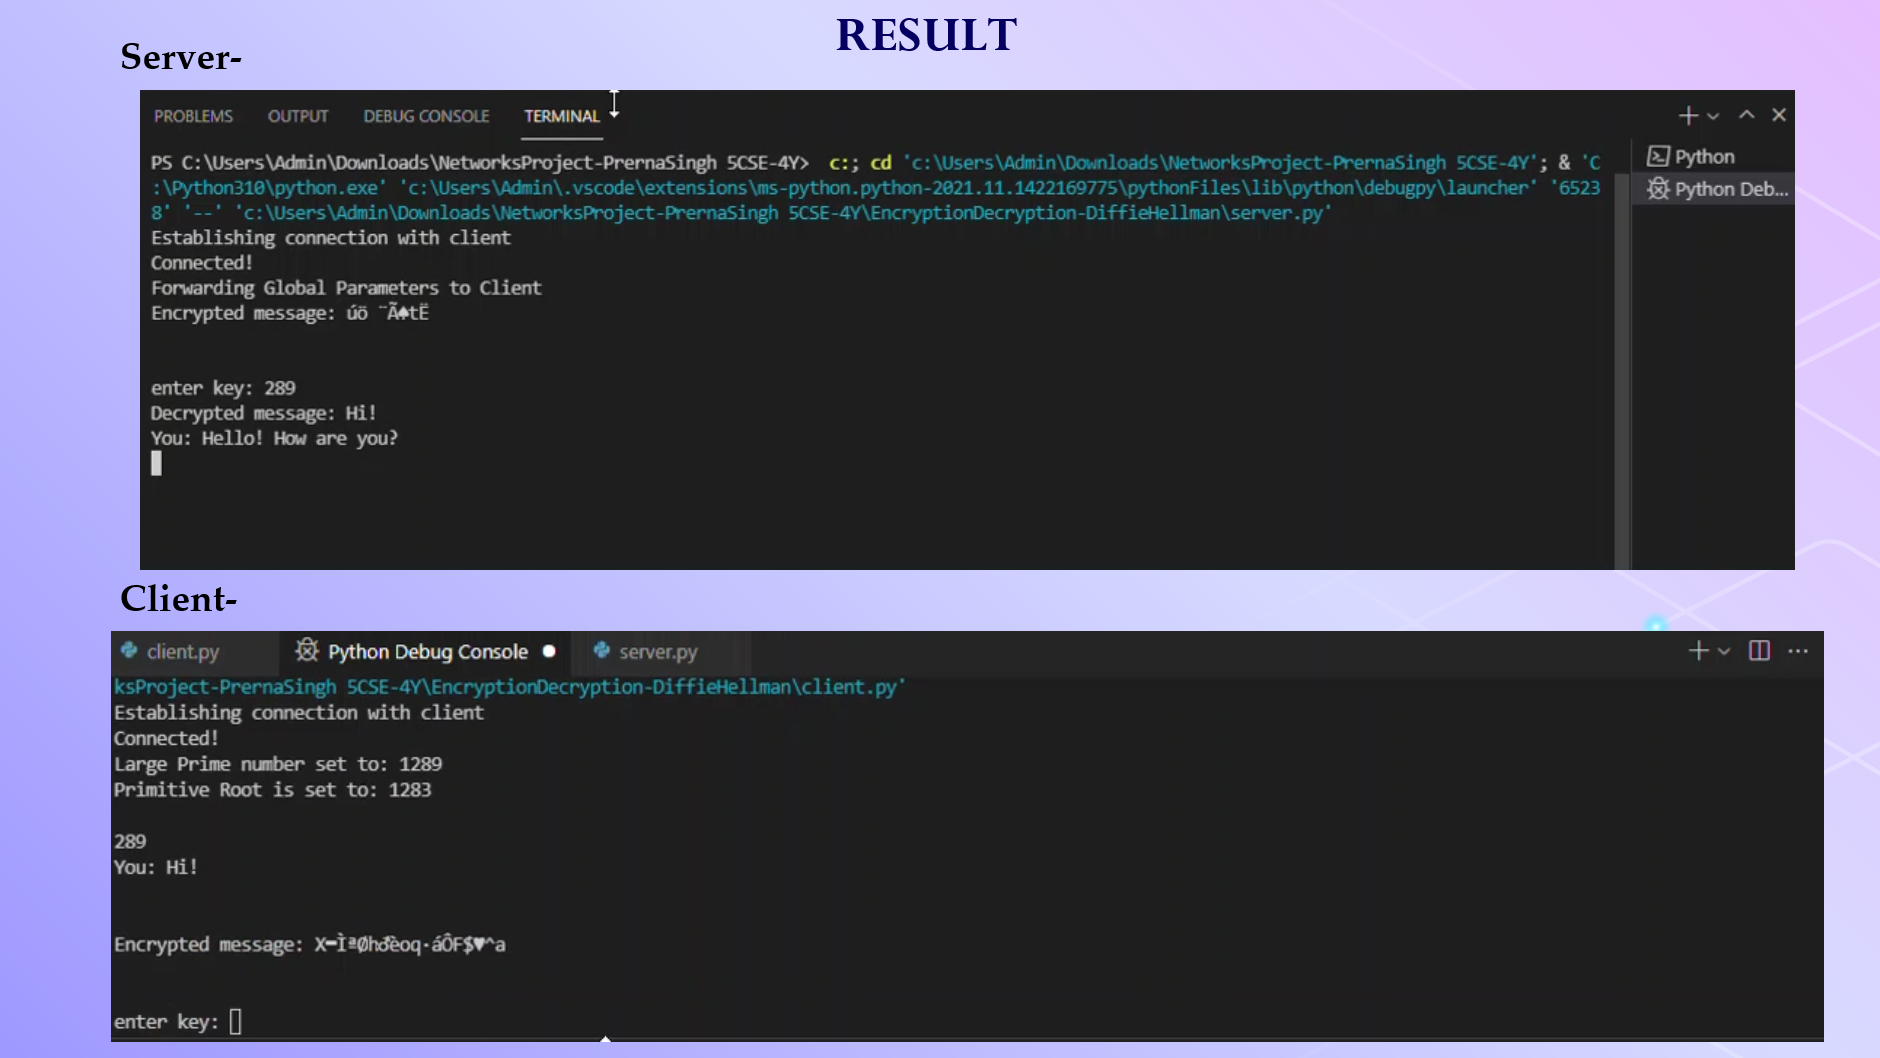 RESULT
Server-
PROBLEMS OUTPUT DEBUG CONSOLE TERMINAL
PS C:\Users\Admin\Downloads\NetworksProject-PrernaSingh 5CSE-4Y> c:; cd 'c:\Users\Admin\Downloads\NetworksProject-PrernaSingh 5CSE-4Y'; & 'C
:\Python310\python.exe' 'c:\Users\Admin\.vscode\extensions\ms-python.python-2021.11.1422169775\pythonFiles\lib\python\debugpy\launcher' '6523
8' '--' 'c:\Users\Admin\Downloads\NetworksProject-PrernaSingh 5CSE-4Y\EncryptionDecryption-DiffieHellman\server.py'
Establishing connection with client
Connected!
Forwarding Global Parameters to Client
Encrypted message: úö ¨Ã♠tË
enter key: 289
Decrypted message: Hi!
You: Hello! How are you?
Python
Python Deb...
Client-
client.py Python Debug Console server.py
ksProject-PrernaSingh 5CSE-4Y\EncryptionDecryption-DiffieHellman\client.py'
Establishing connection with client
Connected!
Large Prime number set to: 1289
Primitive Root is set to: 1283
289
You: Hi!
Encrypted message:
enter key: